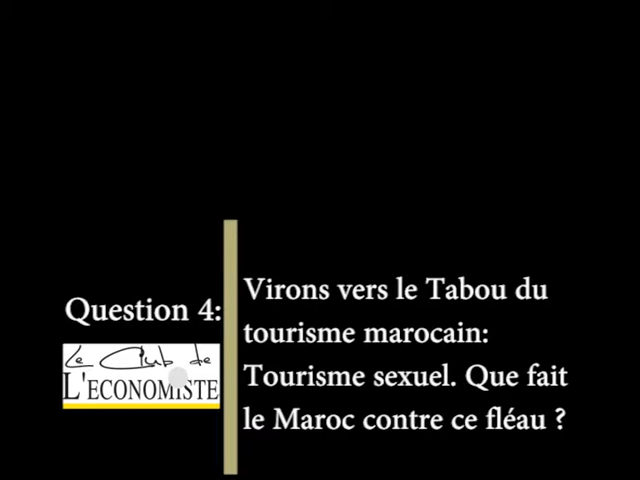 Question 4:
Le Club de
L'ECONOMISTE
Virons vers le Tabou du
tourisme marocain:
Tourisme sexuel. Que fait
le Maroc contre ce fléau ?